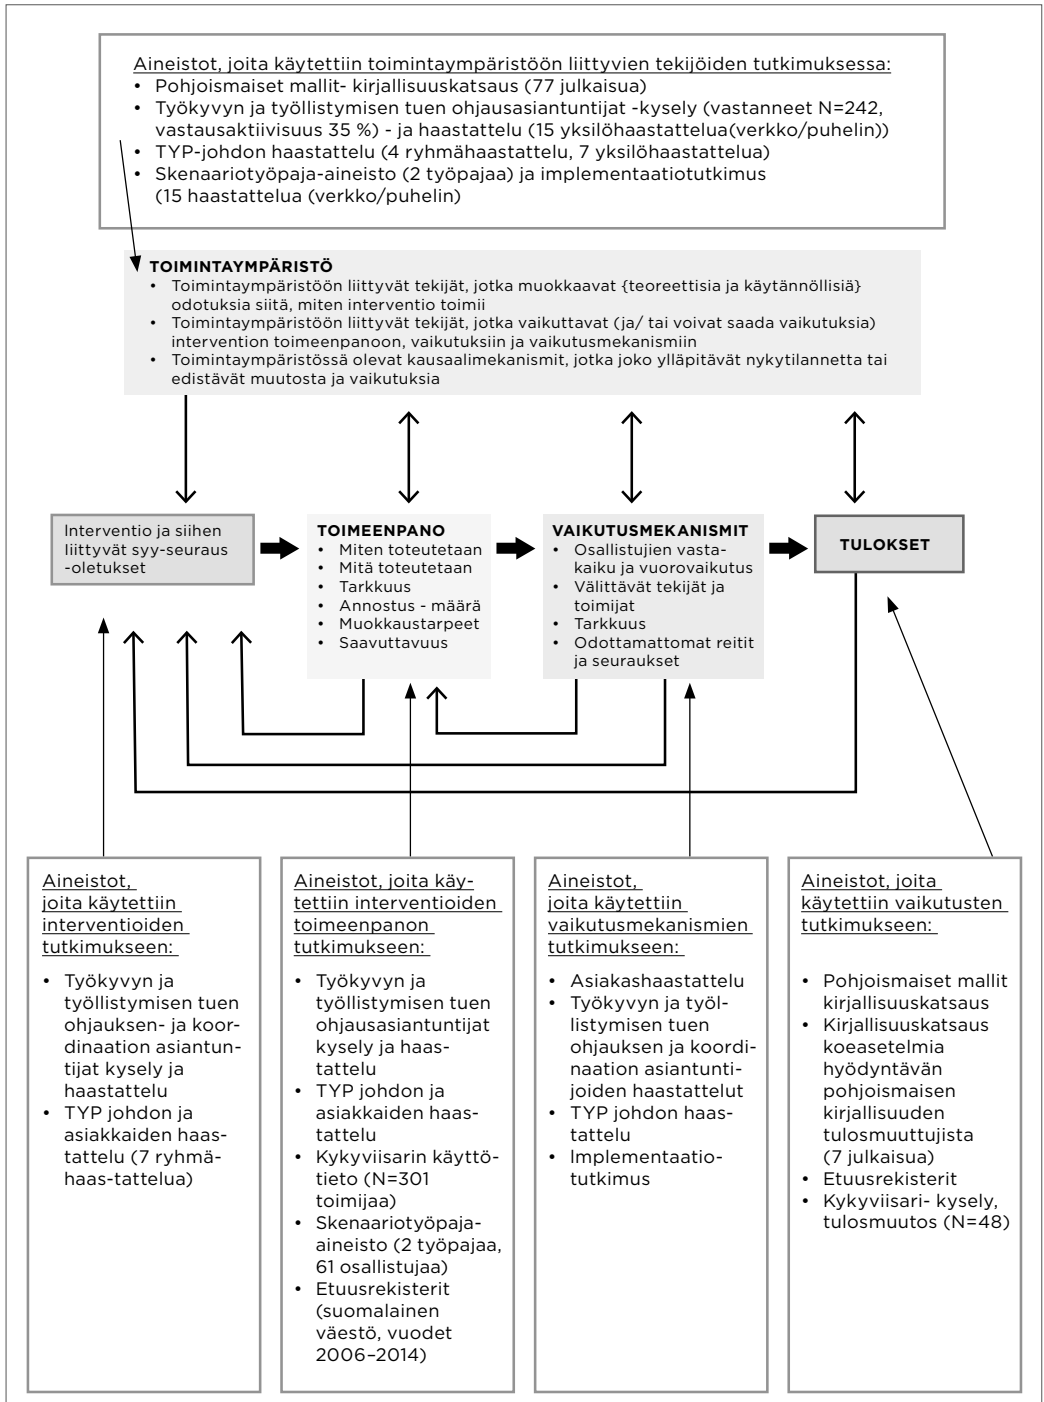 Aineistot, joita käytettiin toimintaympäristöön liittyvien tekijöiden tutkimuksessa:
• Pohjoismaiset mallit- kirjallisuuskatsaus (77 julkaisua)
• Työkyvyn ja työllistymisen tuen ohjausasiantuntijat -kysely (vastanneet N=242,
vastausaktiivisuus 35 %) - ja haastattelu (15 yksilöhaastattelua(verkko/puhelin))
• TYP-johdon haastattelu (4 ryhmähaastattelu, 7 yksilöhaastattelua)
• Skenaariotyöpaja-aineisto (2 työpajaa) ja implementaatiotutkimus
(15 haastattelua (verkko/puhelin)
TOIMINTAYMPÄRISTÖ
• Toimintaympäristöön liittyvät tekijät, jotka muokkaavat {teoreettisia ja käytännöllisiä}
odotuksia siitä, miten interventio toimii
• Toimintaympäristöön liittyvät tekijät, jotka vaikuttavat (ja/ tai voivat saada vaikutuksia)
intervention toimeenpanoon, vaikutuksiin ja vaikutusmekanismiin
• Toimintaympäristössä olevat kausaalimekanismit, jotka joko ylläpitävät nykytilannetta tai
edistävät muutosta ja vaikutuksia
Interventio ja siihen
liittyvät syy-seuraus
-oletukset
TOIMEENPANO
• Miten toteutetaan
• Mitä toteutetaan
• Tarkkuus
• Annostus - määrä
• Muokkaustarpeet
• Saavuttavuus
VAIKUTUSMEKANISMIT
• Osallistujien vasta-
kaiku ja vuorovaikutus
• Välittävät tekijät ja
toimijat
• Tarkkuus
• Odottamattomat reitit
ja seuraukset
TULOKSET
Aineistot,
joita käytettiin
interventioiden
tutkimukseen:
• Työkyvyn ja
työllistymisen tuen
ohjauksen- ja koor-
dinaation asiantun-
tijat kysely ja
haastattelu
• TYP johdon ja
asiakkaiden haas-
tattelu (7 ryhmä-
haas-tattelua)
Aineistot, joita käy-
tettiin interventioiden
toimeenpanon
tutkimukseen:
• Työkyvyn ja
työllistymisen tuen
ohjausasiantuntijat
kysely ja haas-
tattelu
• TYP johdon ja
asiakkaiden haas-
tattelu
• Kykyviisarin käyttö-
tieto (N=301
toimijaa)
• Skenaariotyöpaja-
aineisto (2 työpajaa,
61 osallistujaa)
• Etuusrekisterit
(suomalainen
väestö, vuodet
2006–2014)
Aineistot,
joita käytettiin
vaikutusmekanismien
tutkimukseen:
• Asiakashaastattelu
• Työkyvyn ja työl-
listymisen tuen
ohjauksen ja koordi-
naation asiantunti-
joiden haastattelut
• TYP johdon haas-
tattelu
• Implementaatio-
tutkimus
Aineistot, joita
käytettiin vaikutusten
tutkimukseen:
• Pohjoismaiset mallit
kirjallisuuskatsaus
• Kirjallisuuskatsaus
koeasetelmia
hyödyntävän
pohjoismaisen
kirjallisuuden
tulosmuuttujista
(7 julkaisua)
• Etuusrekisterit
• Kykyviisari- kysely,
tulosmuutos (N=48)